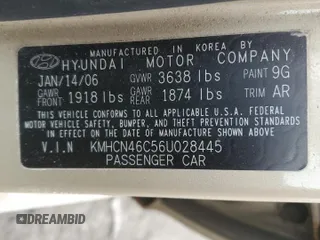 MANUFACTURED IN KOREA BY
HYUNDAI MOTOR COMPANY
JAN/14/06 GVWR 3638 lbs PAINT 9G
GAWR FRONT 1918 lbs GAWR REAR 1874 lbs TRIM AR
THIS VEHICLE CONFORMS TO ALL APPLICABLE U.S. FEDERAL
MOTOR VEHICLE SAFETY, BUMPER, AND THEFT PREVENTION
STANDARDS IN EFFECT ON THE DATE OF MANUFACTURE SHOWN ABOVE.
V.I.N KMHCN46C56U028445
PASSENGER CAR
DREAMBID